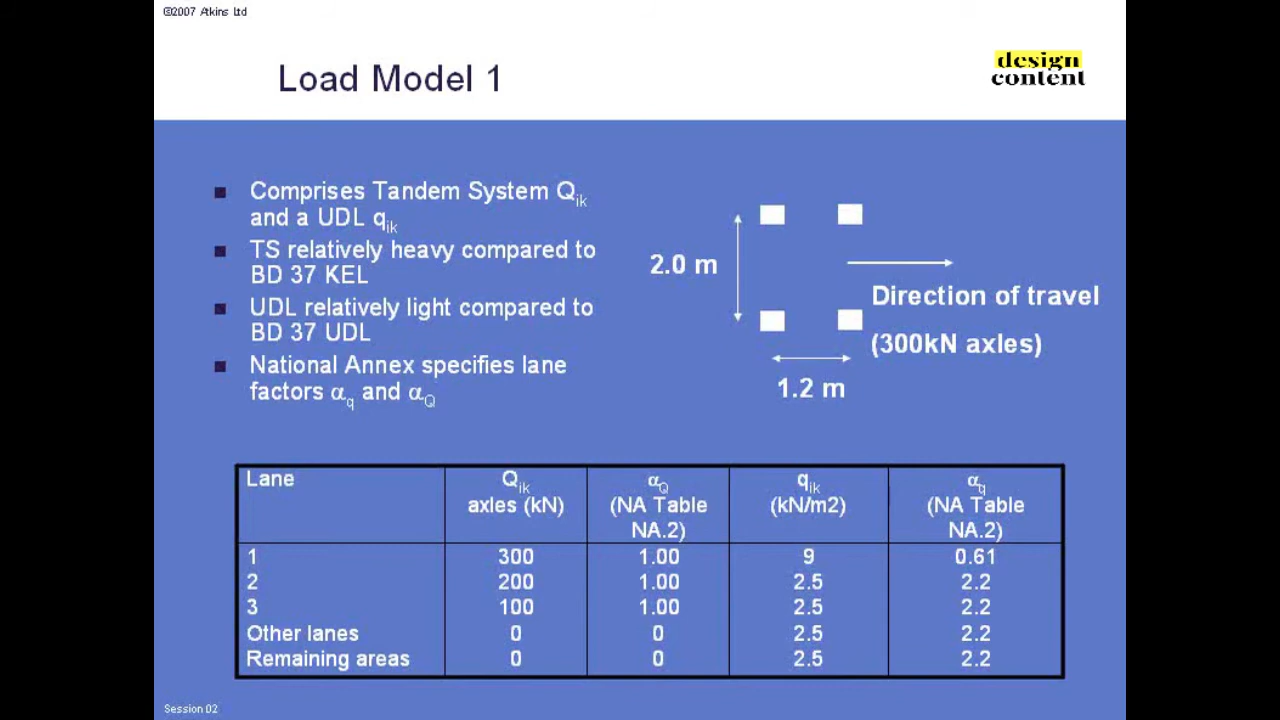 ©2007 Atkins Ltd
Load Model 1
design
content
Comprises Tandem System Qik
and a UDL qik
TS relatively heavy compared to
BD 37 KEL
UDL relatively light compared to
BD 37 UDL
National Annex specifies lane
factors αq and αQ
2.0 m
Direction of travel
(300kN axles)
1.2 m
Lane Qik αQ qik αq
axles (kN) (NA Table (kN/m2) (NA Table
NA.2) NA.2)
1 300 1.00 9 0.61
2 200 1.00 2.5 2.2
3 100 1.00 2.5 2.2
Other lanes 0 0 2.5 2.2
Remaining areas 0 0 2.5 2.2
Session 02